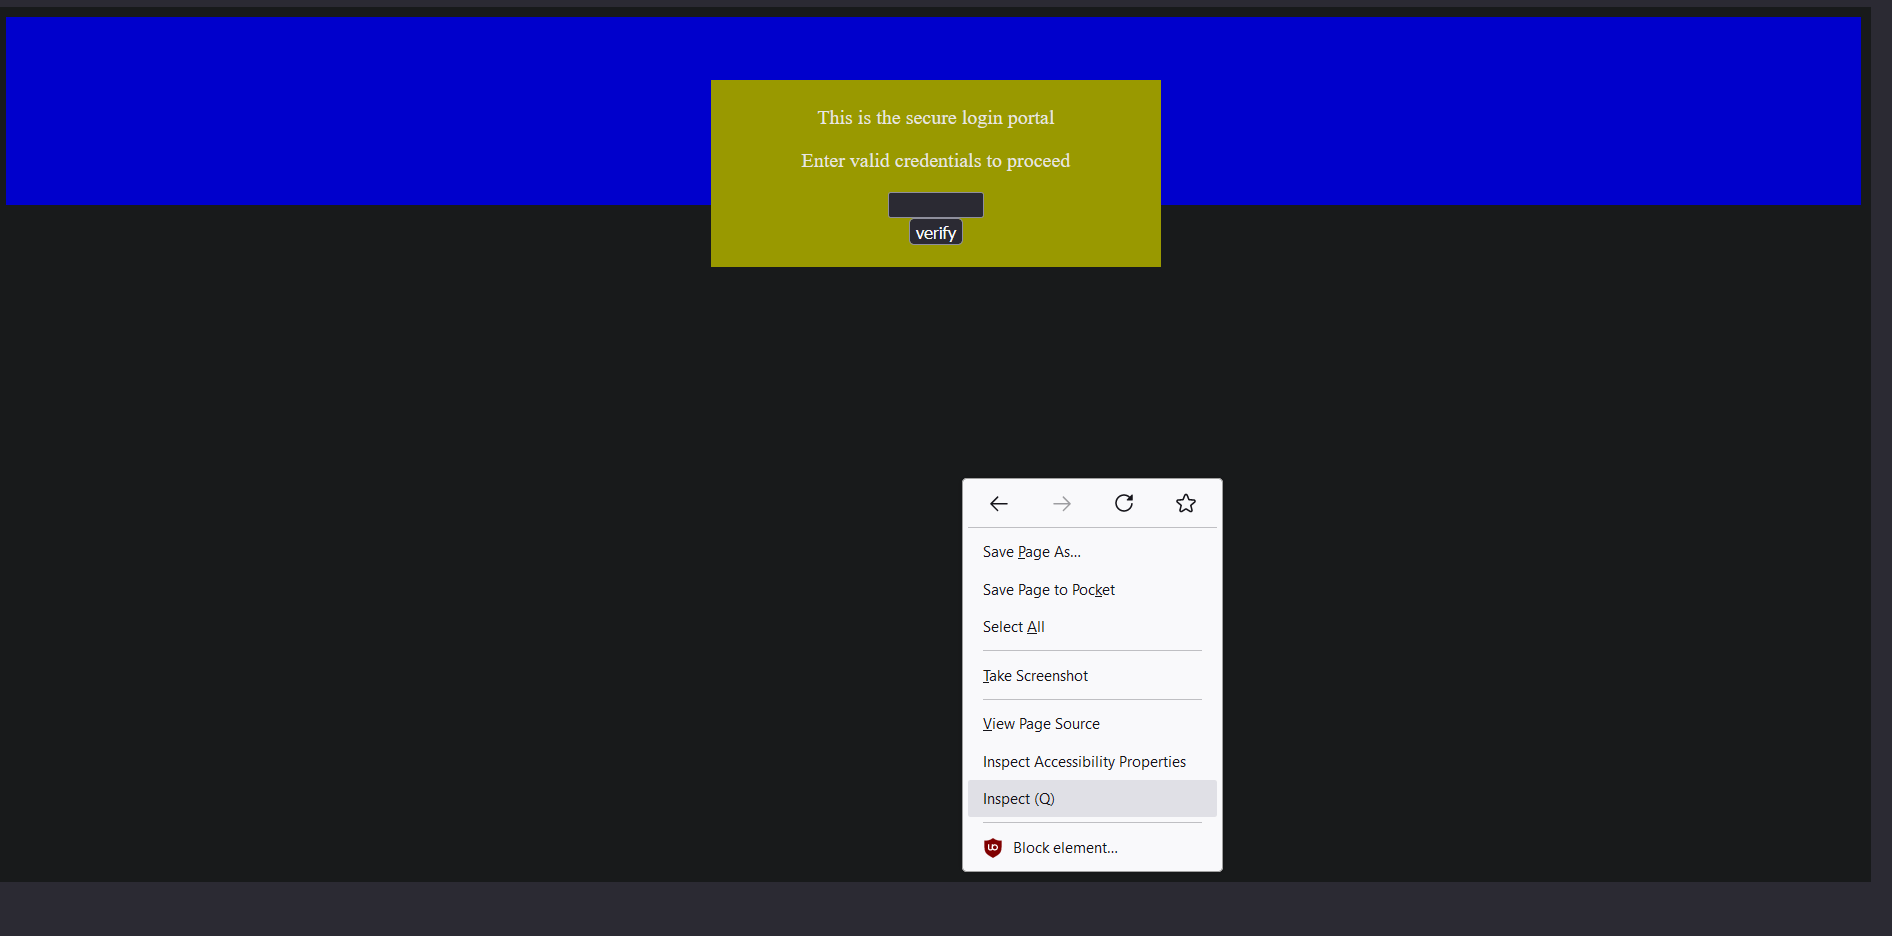 This is the secure login portal
Enter valid credentials to proceed
verify
Save Page As...
Save Page to Pocket
Select All
Take Screenshot
View Page Source
Inspect Accessibility Properties
Inspect (Q)
Block element...